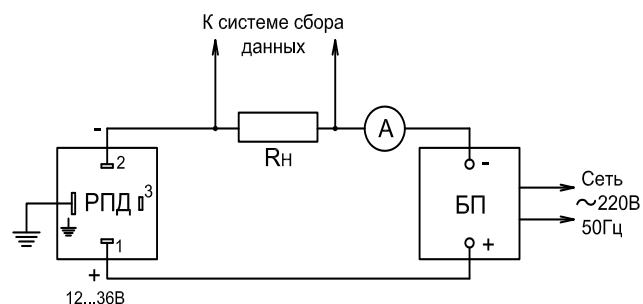 К системе сбора
данных
-
A
Rн
2
-
РПД
3
БП
Сеть
~220В
50Гц
1
+
+
12...36В